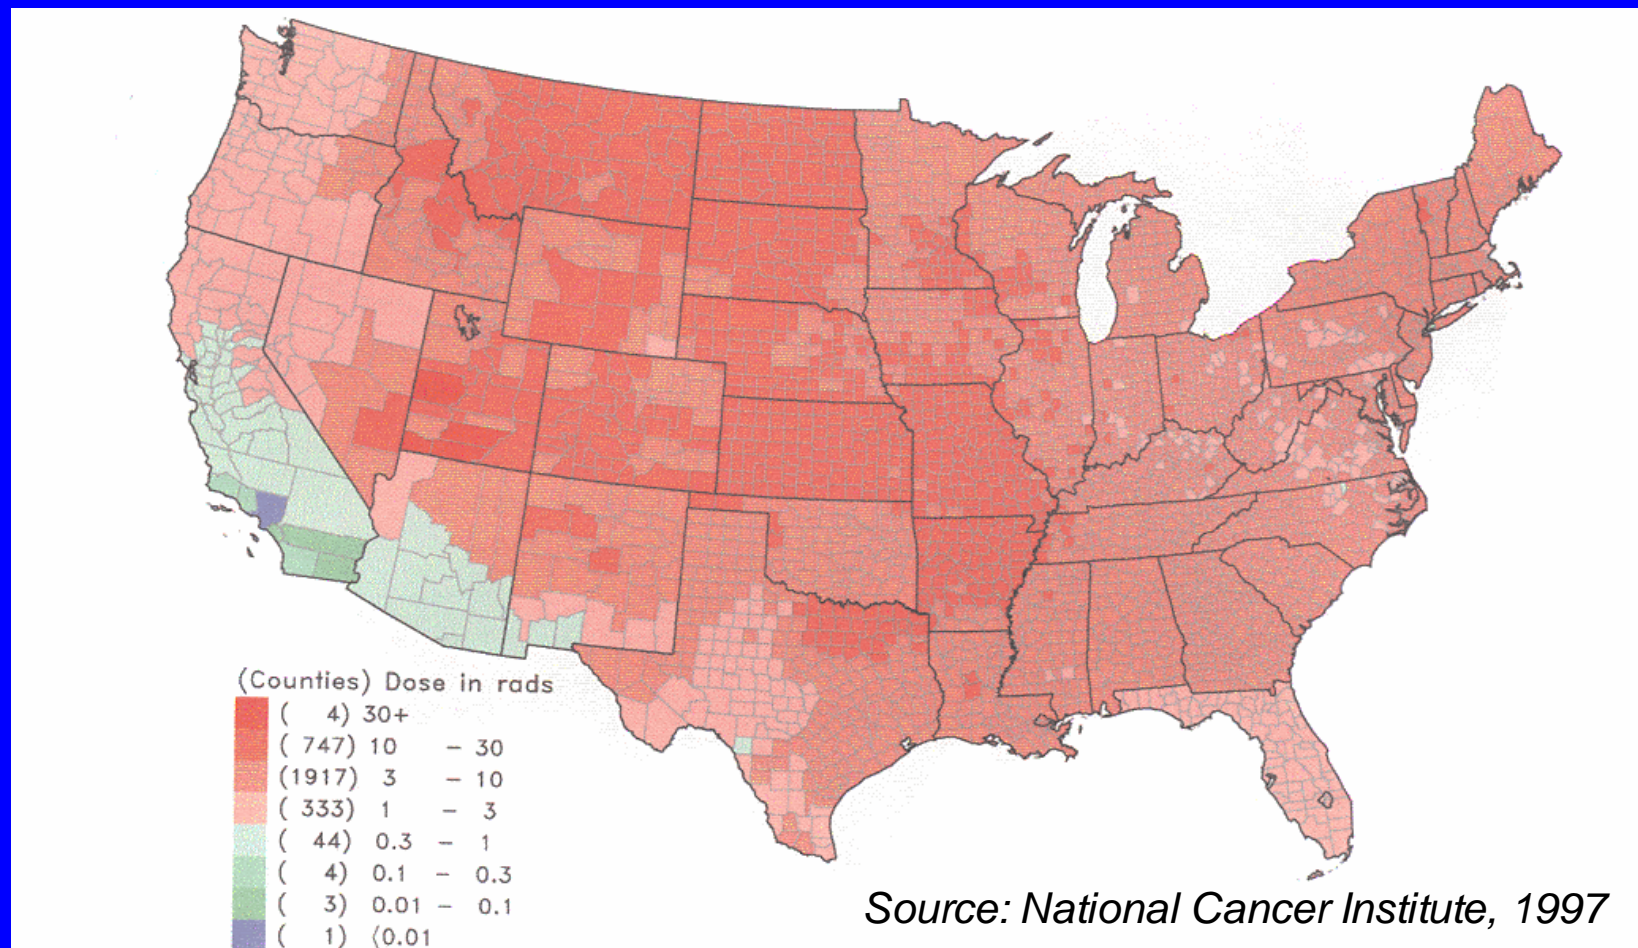 (Counties) Dose in rads
( 4) 30+
( 747) 10 – 30
(1917) 3 – 10
( 333) 1 – 3
( 44) 0.3 – 1
( 4) 0.1 – 0.3
( 3) 0.01 – 0.1
( 1) ⟨0.01
Source: National Cancer Institute, 1997